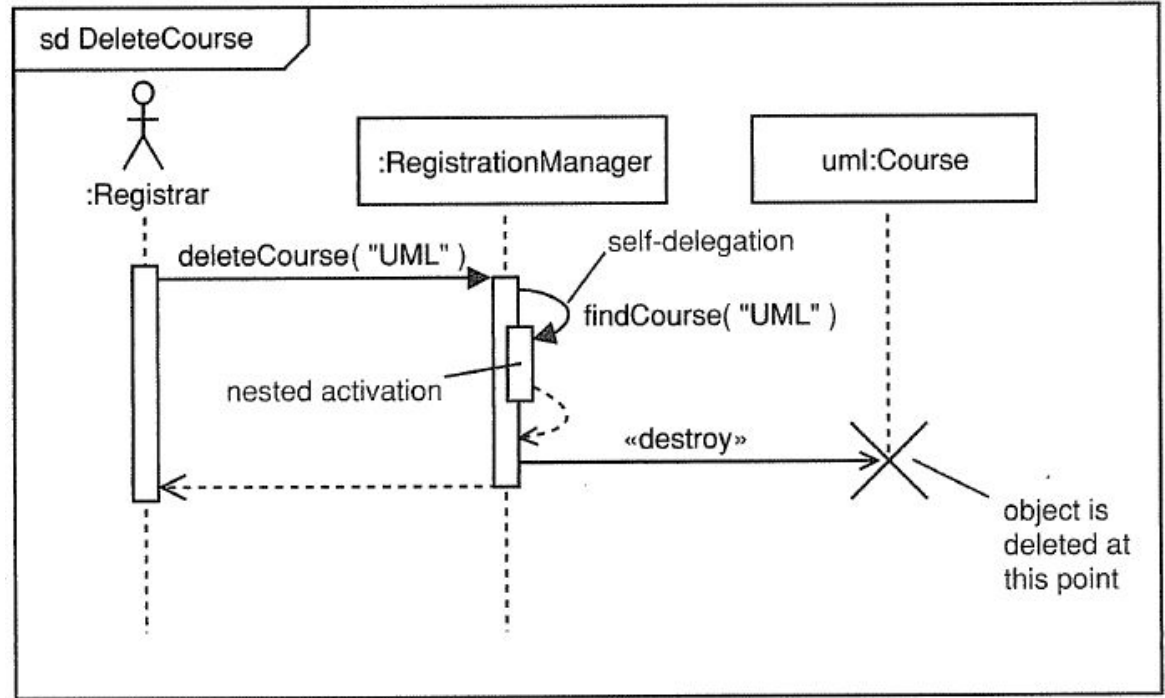 sd DeleteCourse
:Registrar
:RegistrationManager
uml:Course
deleteCourse( "UML" )
self-delegation
findCourse( "UML" )
nested activation
«destroy»
object is
deleted at
this point